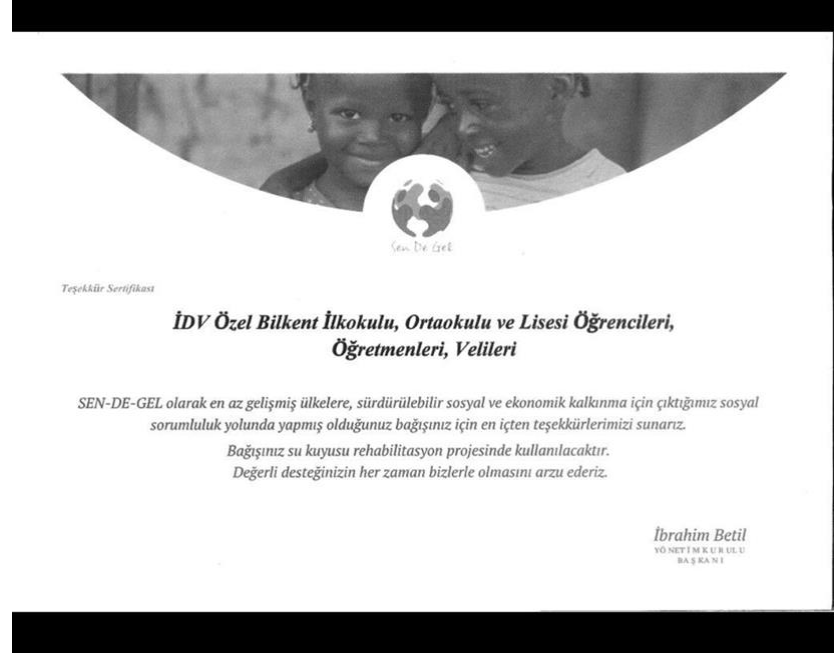 Sen De Gel
Teşekkür Sertifikası
İDV Özel Bilkent İlkokulu, Ortaokulu ve Lisesi Öğrencileri,
Öğretmenleri, Velileri
SEN-DE-GEL olarak en az gelişmiş ülkelere, sürdürülebilir sosyal ve ekonomik kalkınma için çıktığımız sosyal
sorumluluk yolunda yapmış olduğunuz bağışınız için en içten teşekkürlerimizi sunarız.
Bağışınız su kuyusu rehabilitasyon projesinde kullanılacaktır.
Değerli desteğinizin her zaman bizlerle olmasını arzu ederiz.
İbrahim Betil
YÖNETİM KURULU
BAŞKANI